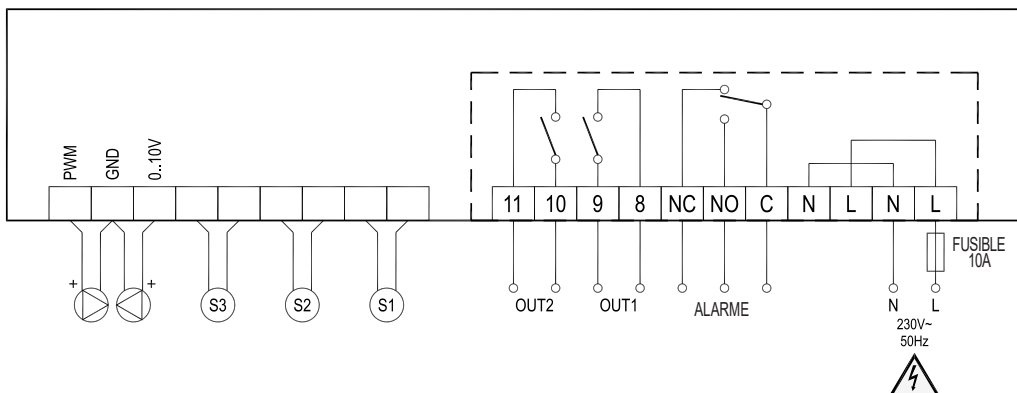 PWM
GND
0..10V
11 10 9 8 NC NO C N L N L
FUSIBLE
10A
+ + S3 S2 S1
OUT2 OUT1 ALARME
N L
230V~
50Hz